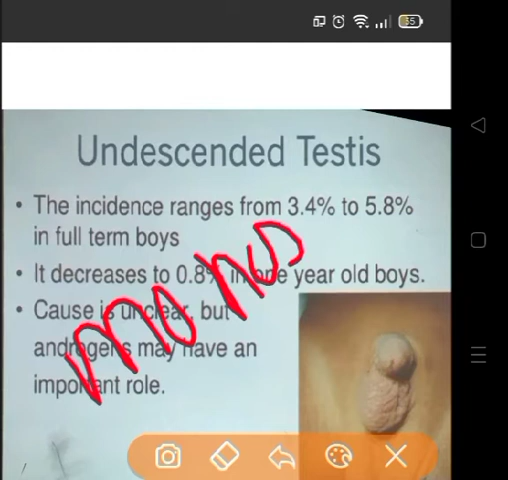 Undescended Testis
• The incidence ranges from 3.4% to 5.8%
in full term boys
• It decreases to 0.8% in one year old boys.
• Cause is unclear, but
androgens may have an
important role.